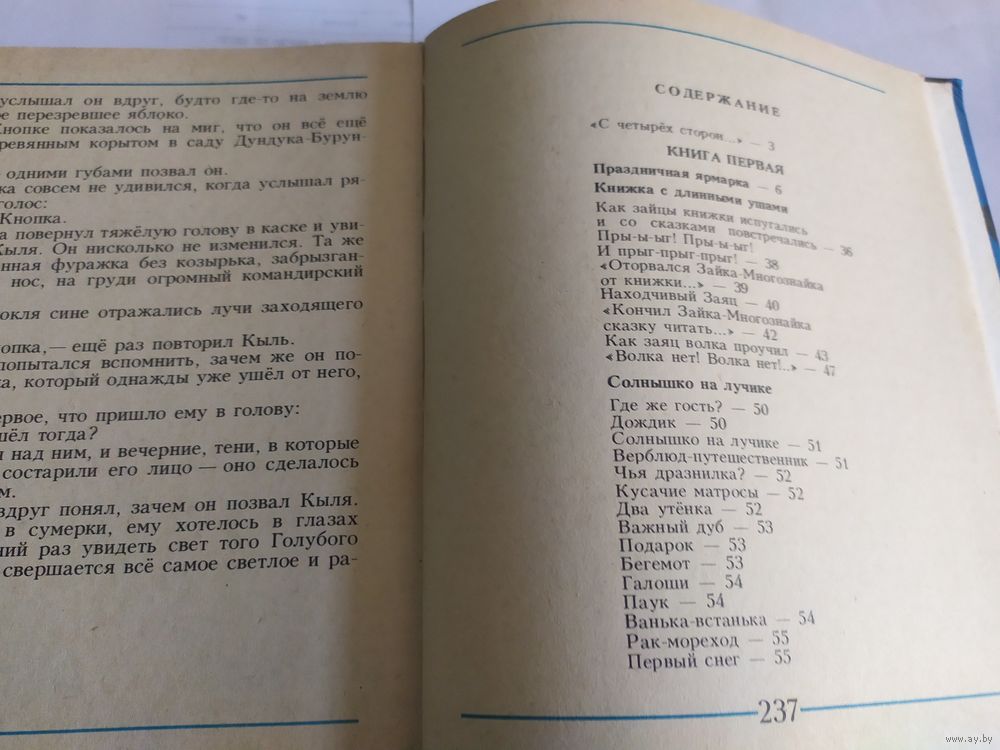 услышал он вдруг, будто где-то на землю
перезревшее яблоко.
Кнопке показалось на миг, что он всё ещё
корытом в саду Дундука-Бурун-
одними губами позвал он.
ка совсем не удивился, когда услышал ря-
голос:
Кнопка.
а повернул тяжёлую голову в каске и уви-
Кыля. Он нисколько не изменился. Та же
нная фуражка без козырька, забрызган-
нос, на груди огромный командирский
окля сине отражались лучи заходящего
нопка,— ещё раз повторил Кыль.
попытался вспомнить, зачем же он по-
ка, который однажды уже ушёл от него,
ервое, что пришло ему в голову:
шёл тогда?
и над ним, и вечерние, тени, в которые
состарили его лицо — оно сделалось
м.
вдруг понял, зачем он позвал Кыля.
в сумерки, ему хотелось в глазах
ний раз увидеть свет того Голубого
свершается всё самое светлое и ра-
СОДЕРЖАНИЕ
«С четырёх сторон...» — 3
КНИГА ПЕРВАЯ
Праздничная ярмарка — 6
Книжка с длинными ушами
Как зайцы книжки испугались
и со сказками повстречались — 36
Пры-ы-ыг! Пры-ы-ыг!
И прыг-прыг-прыг! — 38
«Оторвался Зайка-Многознайка
от книжки...» — 39
Находчивый Заяц — 40
«Кончил Зайка-Многознайка
сказку читать...» — 42
Как заяц волка проучил — 43
«Волка нет! Волка нет!..» — 47
Солнышко на лучике
Где же гость? — 50
Дождик — 50
Солнышко на лучике — 51
Верблюд-путешественник — 51
Чья дразнилка? — 52
Кусачие матросы — 52
Два утёнка — 52
Важный дуб — 53
Подарок — 53
Бегемот — 53
Галоши — 54
Паук — 54
Ванька-встанька — 54
Рак-мореход — 55
Первый снег — 55
237
www.ay.by